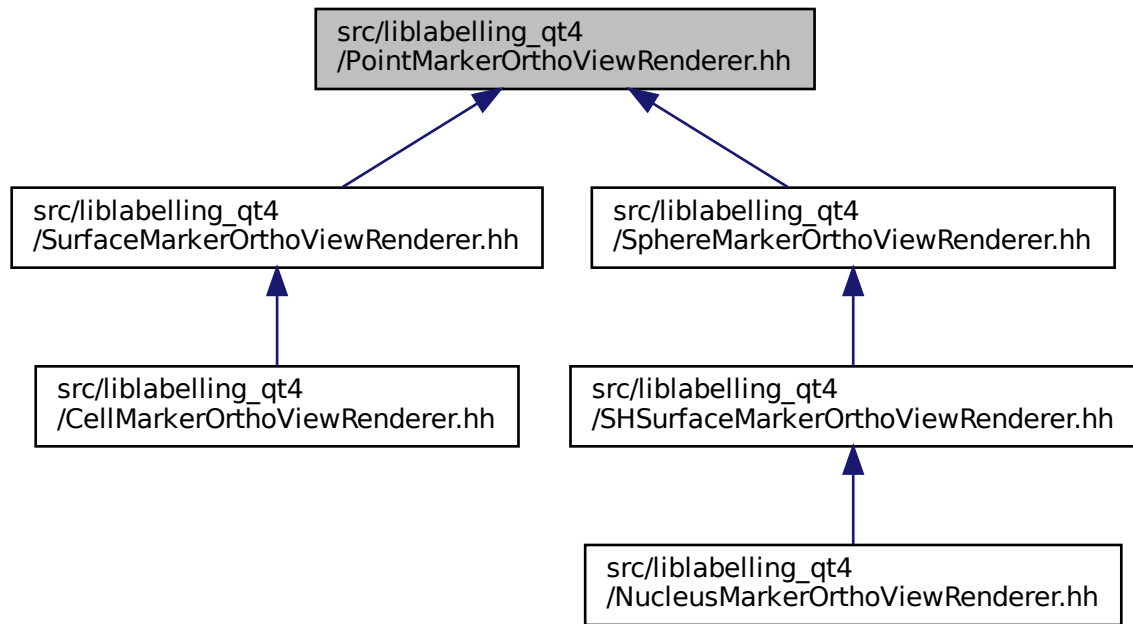 src/liblabelling_qt4
/PointMarkerOrthoViewRenderer.hh
src/liblabelling_qt4
/SurfaceMarkerOrthoViewRenderer.hh
src/liblabelling_qt4
/SphereMarkerOrthoViewRenderer.hh
src/liblabelling_qt4
/CellMarkerOrthoViewRenderer.hh
src/liblabelling_qt4
/SHSurfaceMarkerOrthoViewRenderer.hh
src/liblabelling_qt4
/NucleusMarkerOrthoViewRenderer.hh